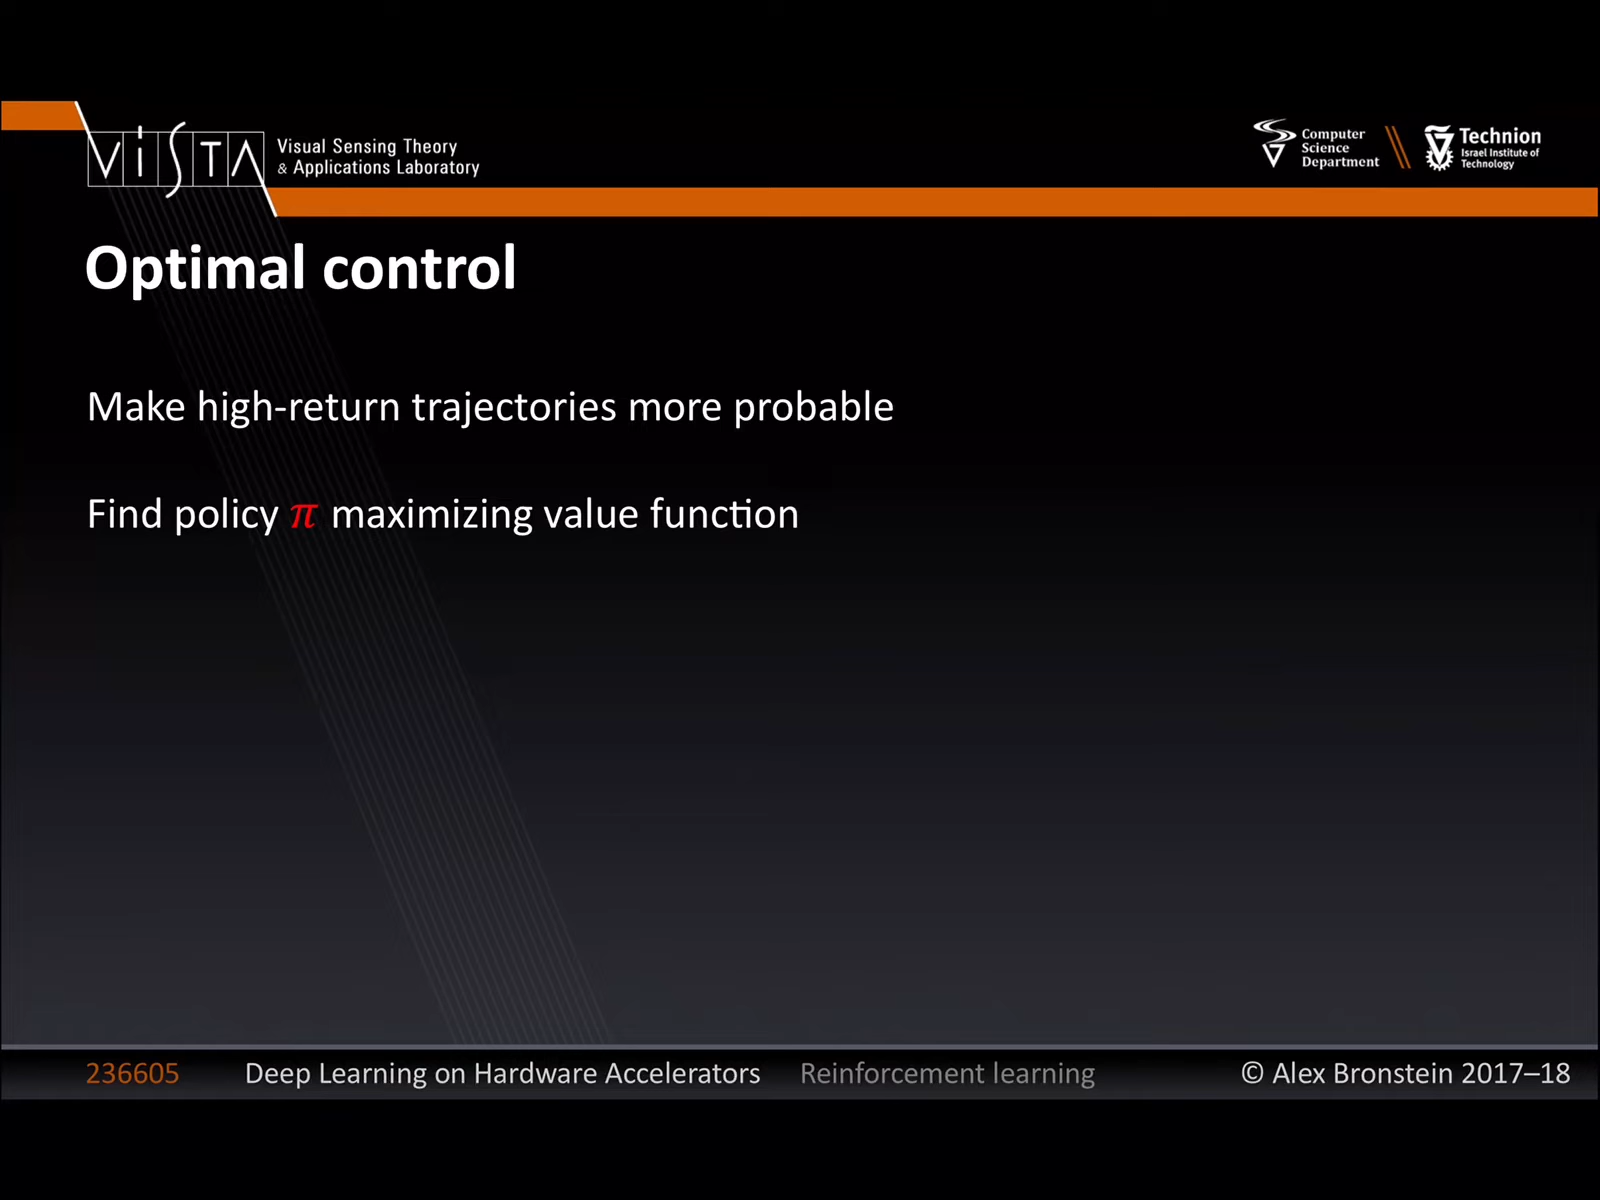 ViSTA
Visual Sensing Theory
& Applications Laboratory
Computer
Science
Department
Technion
Israel Institute of
Technology
Optimal control
Make high-return trajectories more probable
Find policy π maximizing value function
236605 Deep Learning on Hardware Accelerators Reinforcement learning © Alex Bronstein 2017–18